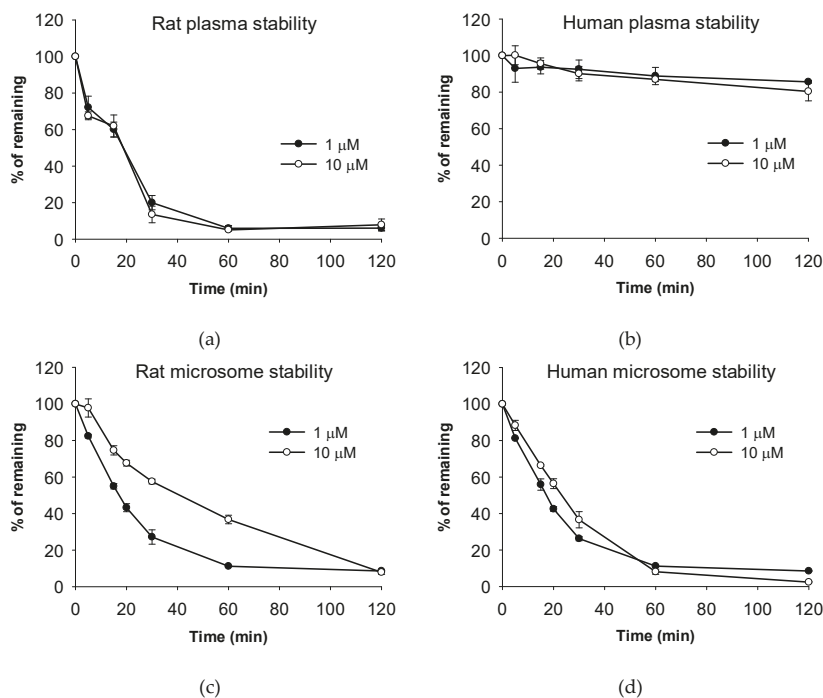 Rat plasma stability
120
100
80
60
40
20
0
% of remaining
1 μM
10 μM
0 20 40 60 80 100 120
Time (min)
(a)
Human plasma stability
120
100
80
60
40
20
0
% of remaining
1 μM
10 μM
0 20 40 60 80 100 120
Time (min)
(b)
Rat microsome stability
120
100
80
60
40
20
0
% of remaining
1 μM
10 μM
0 20 40 60 80 100 120
Time (min)
(c)
Human microsome stability
120
100
80
60
40
20
0
% of remaining
1 μM
10 μM
0 20 40 60 80 100 120
Time (min)
(d)